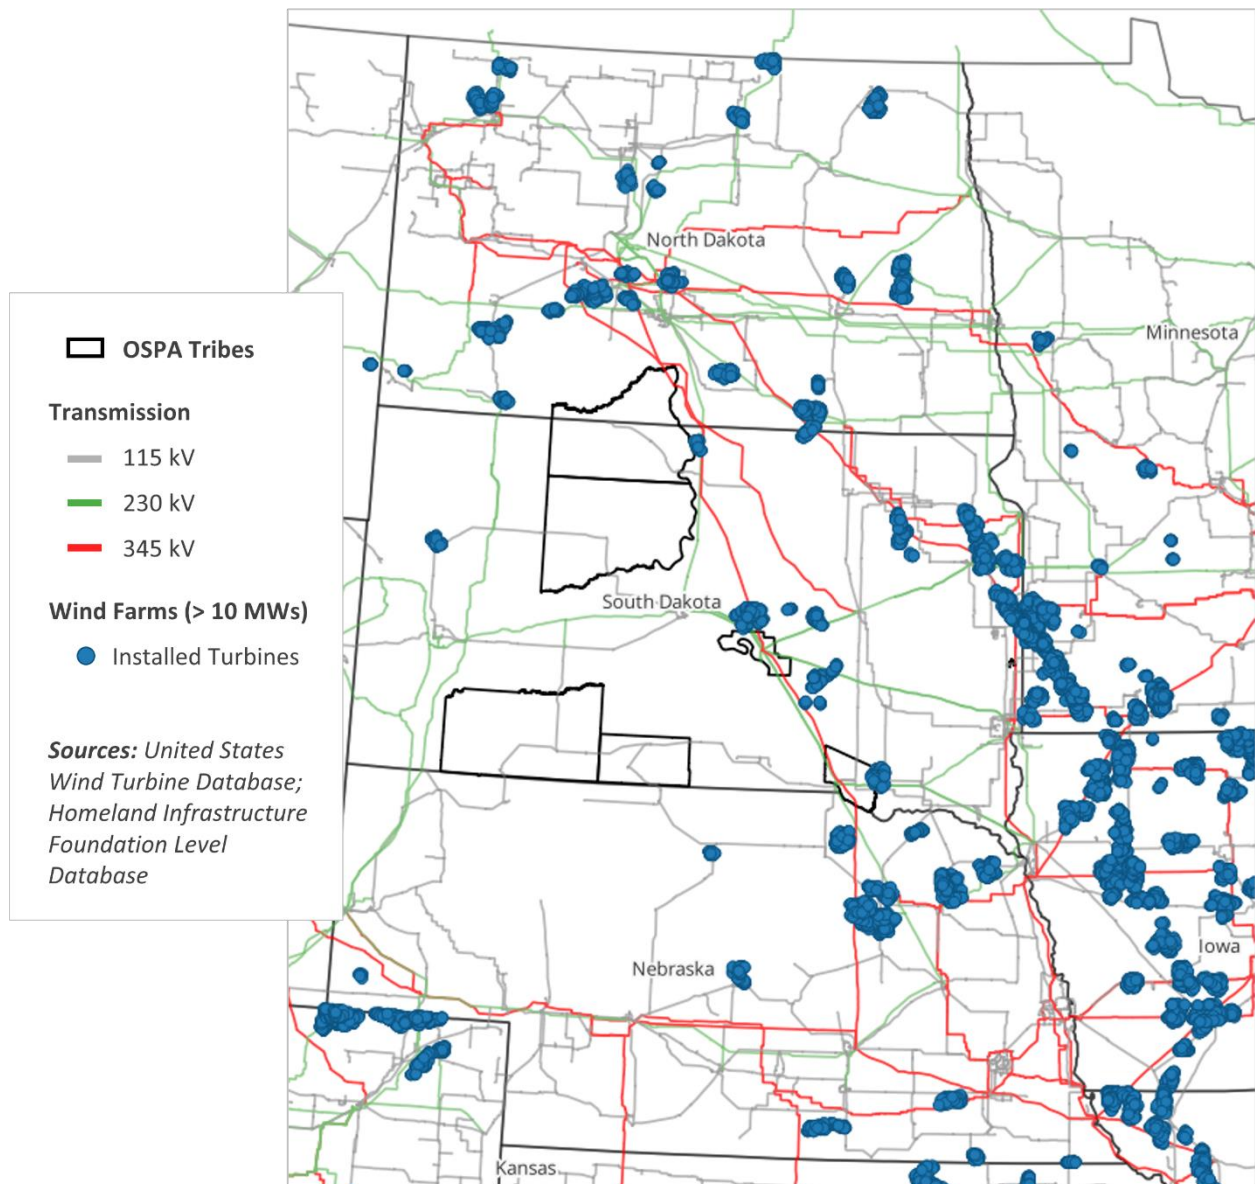 North Dakota
Minnesota
OSPA Tribes
Transmission
115 kV
230 kV
345 kV
Wind Farms (> 10 MWs)
Installed Turbines
South Dakota
Sources: United States
Wind Turbine Database;
Homeland Infrastructure
Foundation Level
Database
Nebraska
Iowa
Kansas